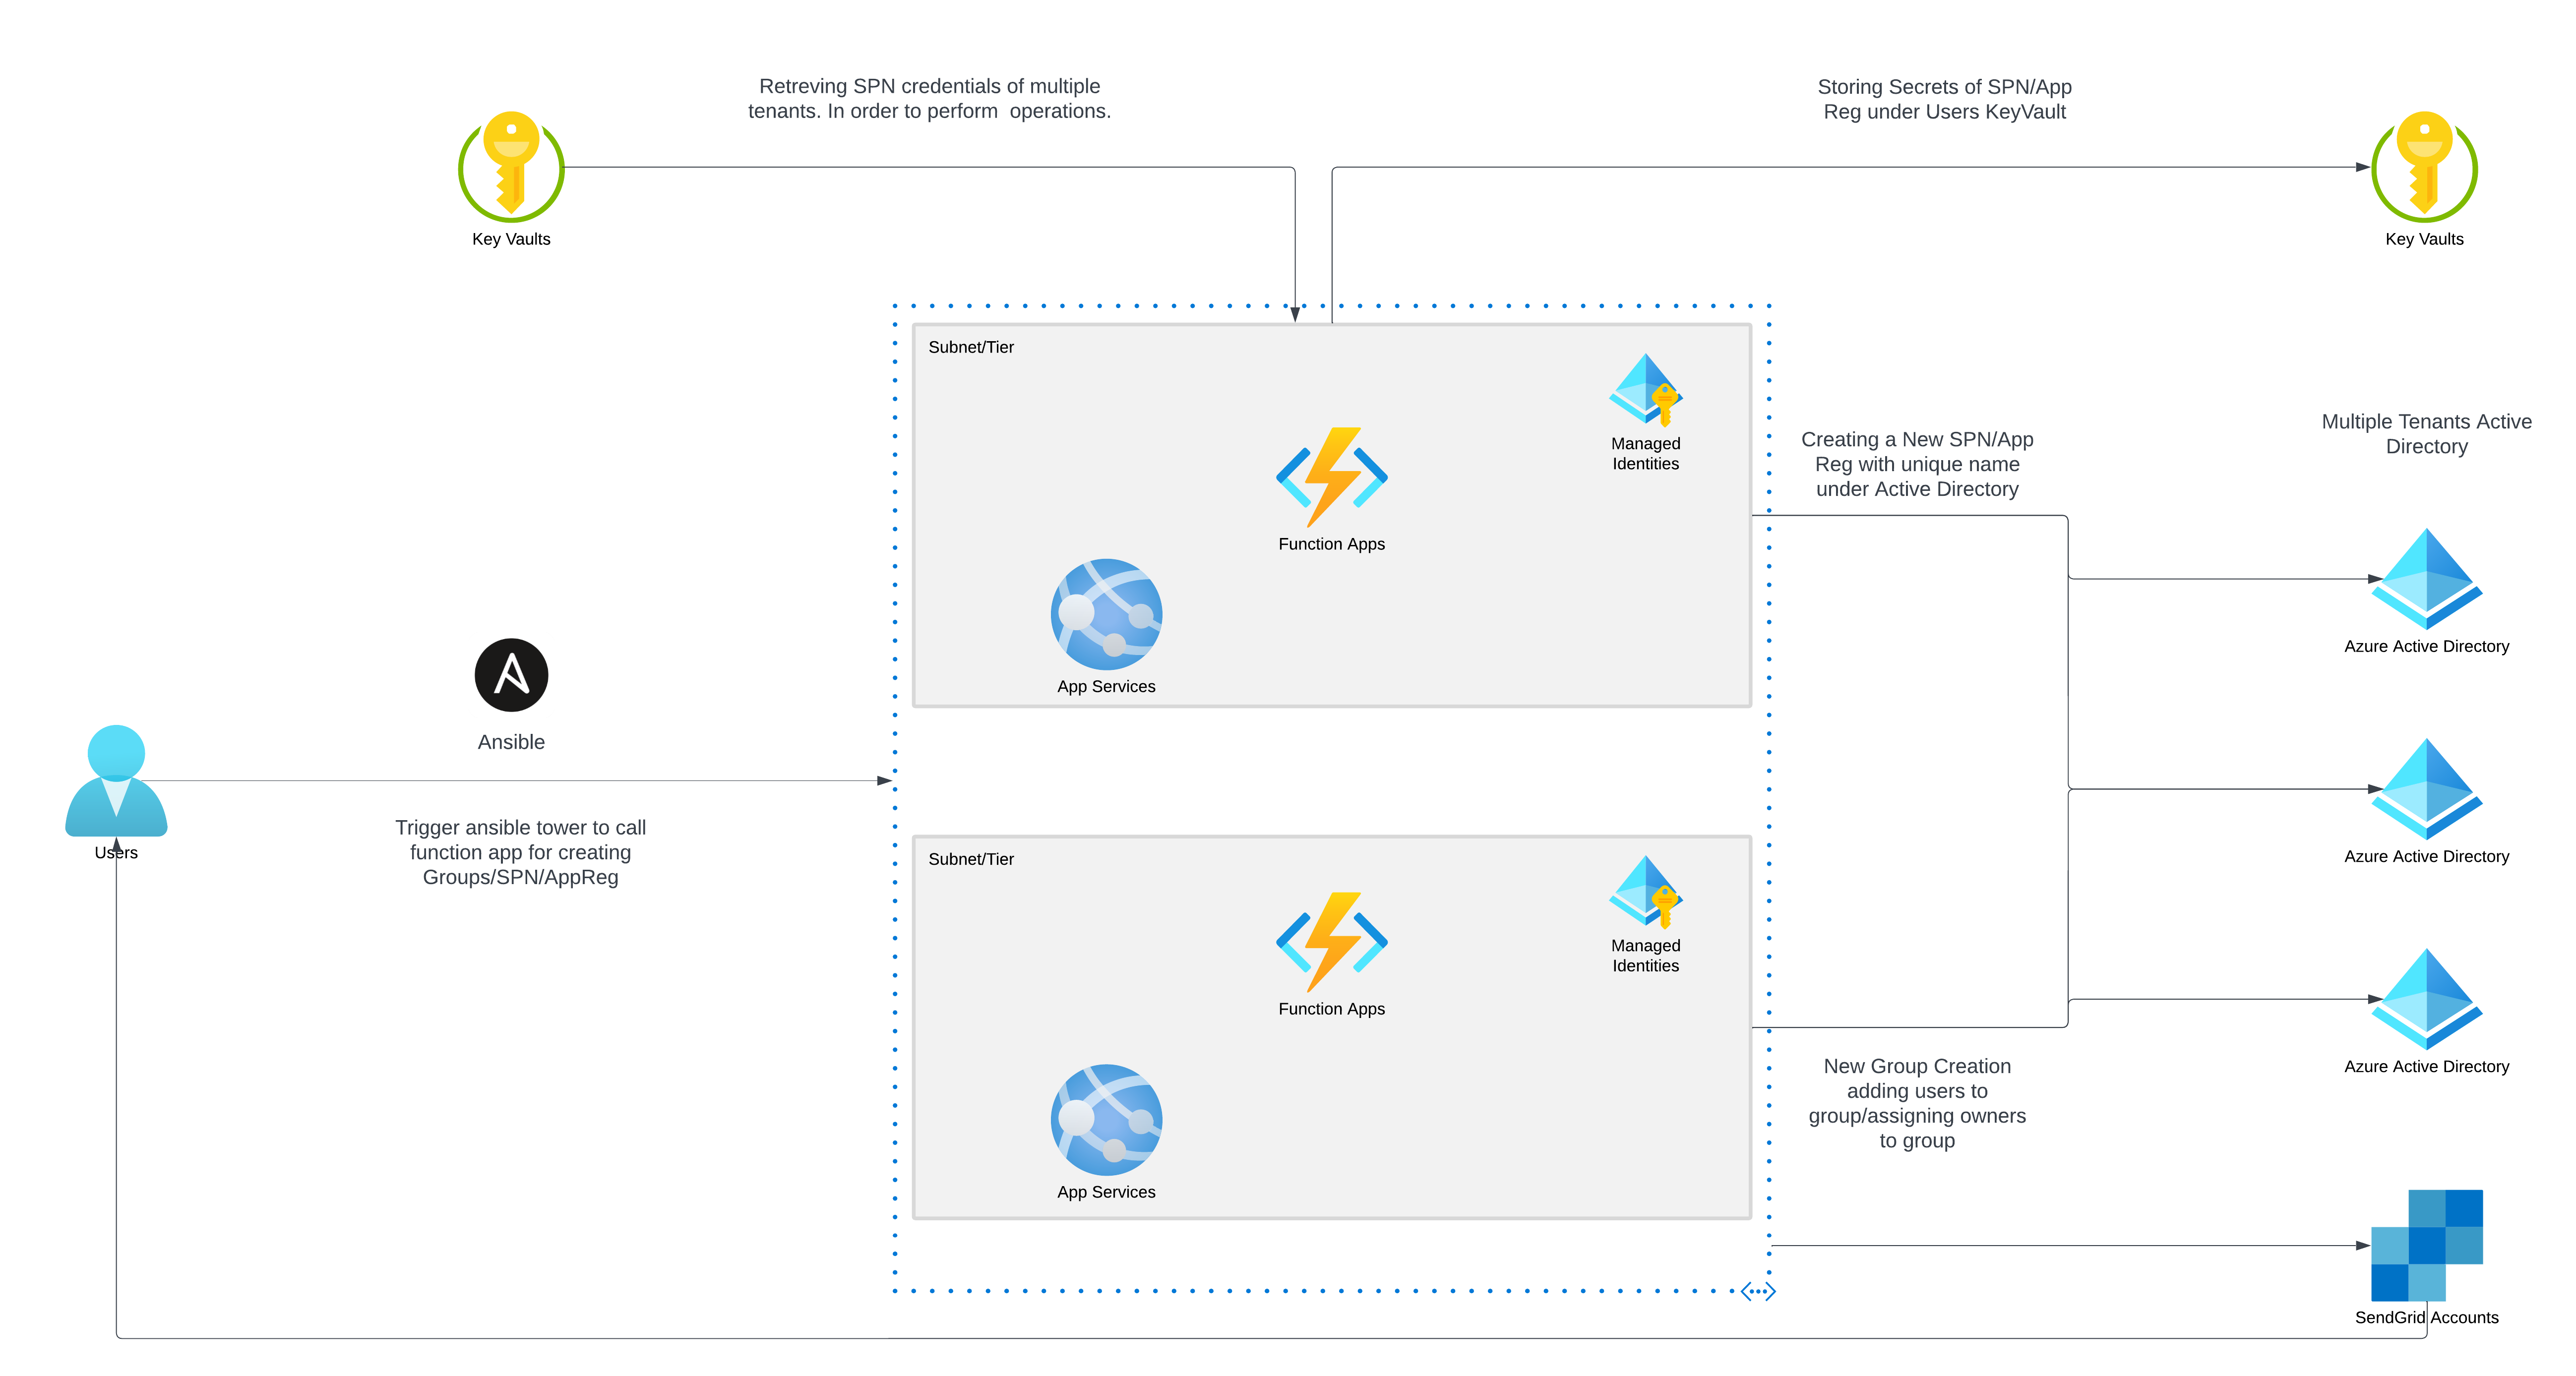 Retreving SPN credentials of multiple
tenants. In order to perform  operations.
Storing Secrets of SPN/App
Reg under Users KeyVault
Key Vaults
Key Vaults
Subnet/Tier
Managed
Identities
Function Apps
App Services
Creating a New SPN/App
Reg with unique name
under Active Directory
Multiple Tenants Active
Directory
Azure Active Directory
Ansible
Trigger ansible tower to call
function app for creating
Groups/SPN/AppReg
Users
Azure Active Directory
Subnet/Tier
Managed
Identities
Function Apps
App Services
Azure Active Directory
New Group Creation
adding users to
group/assigning owners
to group
SendGrid Accounts